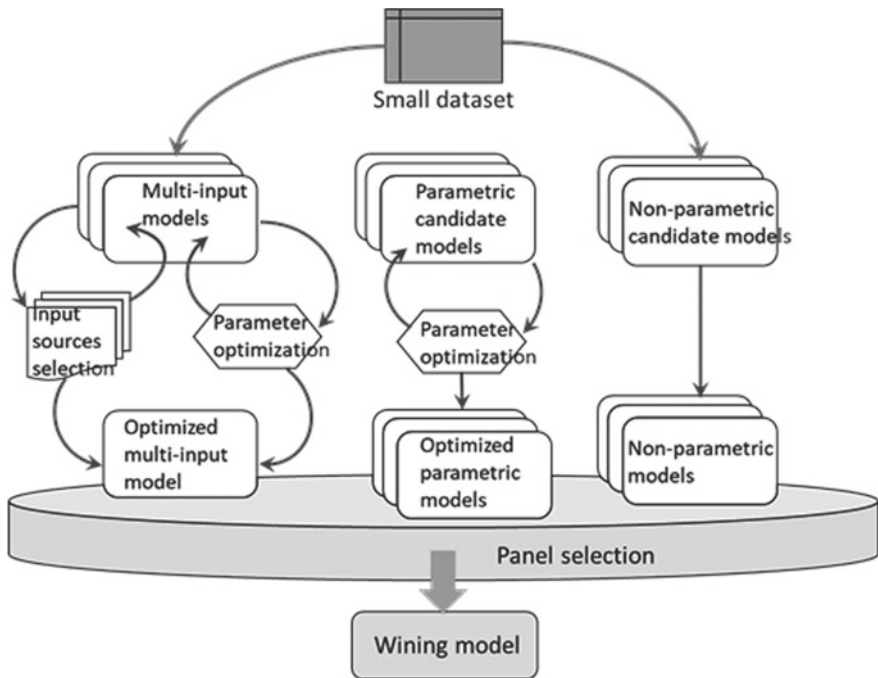 Small dataset
Multi-input
models
Parametric
candidate
models
Non-parametric
candidate models
Input
sources
selection
Parameter
optimization
Parameter
optimization
Optimized
multi-input
model
Optimized
parametric
models
Non-parametric
models
Panel selection
Wining model